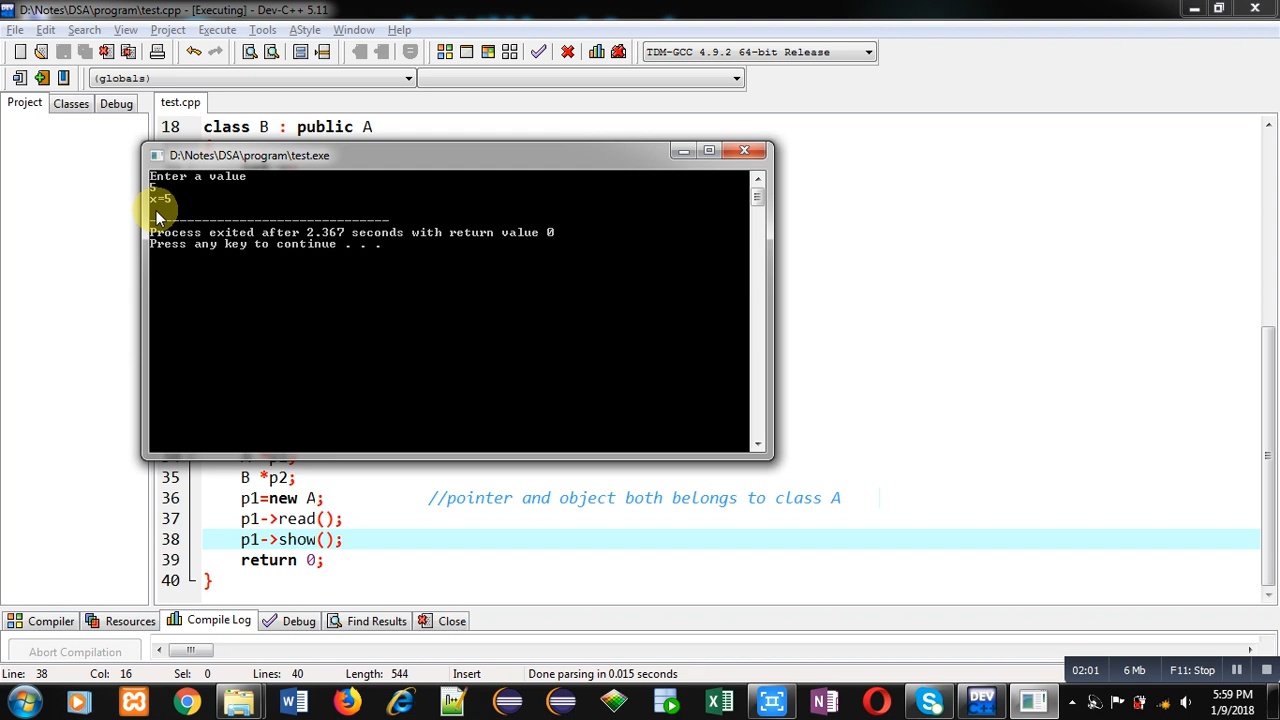 D:\Notes\DSA\program\test.cpp - [Executing] - Dev-C++ 5.11
File Edit Search View Project Execute Tools AStyle Window Help
TDM-GCC 4.9.2 64-bit Release
(globals)
Project Classes Debug test.cpp
18 class B : public A
D:\Notes\DSA\program\test.exe
Enter a value
5
x=5
--------------------------------
Process exited after 2.367 seconds with return value 0
Press any key to continue . . .
35 B *p2;
36 p1=new A; //pointer and object both belongs to class A
37 p1->read();
38 p1->show();
39 return 0;
40 }
Compiler Resources Compile Log Debug Find Results Close
Abort Compilation
Line: 38 Col: 16 Sel: 0 Lines: 40 Length: 544 Insert Done parsing in 0.015 seconds
02:01 6 Mb F11: Stop
5:59 PM
1/9/2018